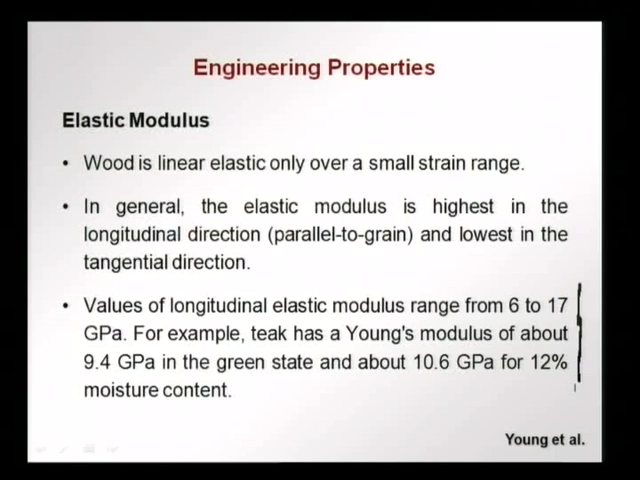 Engineering Properties
Elastic Modulus
• Wood is linear elastic only over a small strain range.
• In general, the elastic modulus is highest in the
longitudinal direction (parallel-to-grain) and lowest in the
tangential direction.
• Values of longitudinal elastic modulus range from 6 to 17
GPa. For example, teak has a Young's modulus of about
9.4 GPa in the green state and about 10.6 GPa for 12%
moisture content.
Young et al.